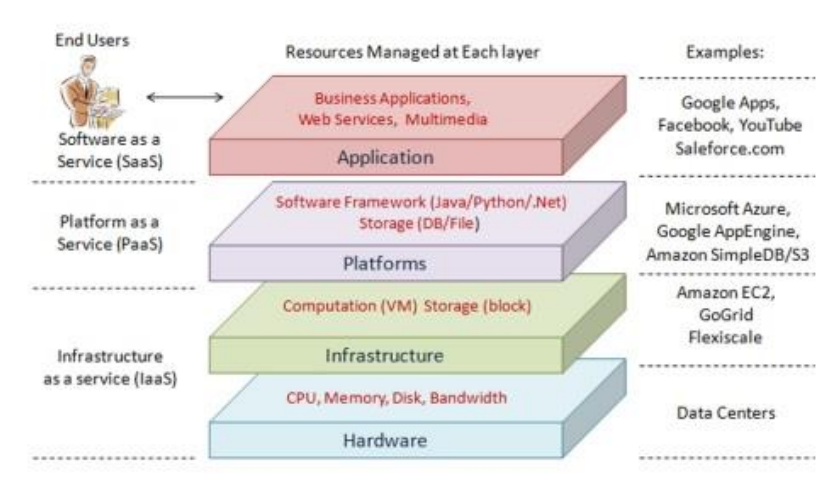 End Users
Resources Managed at Each layer
Examples:
Business Applications,
Web Services, Multimedia
Application
Software as a
Service (SaaS)
Google Apps,
Facebook, YouTube
Saleforce.com
Software Framework (Java/Python/.Net)
Storage (DB/File)
Platforms
Platform as a
Service (PaaS)
Microsoft Azure,
Google AppEngine,
Amazon SimpleDB/S3
Computation (VM) Storage (block)
Infrastructure
Amazon EC2,
GoGrid
Flexiscale
Infrastructure
as a service (IaaS)
CPU, Memory, Disk, Bandwidth
Hardware
Data Centers